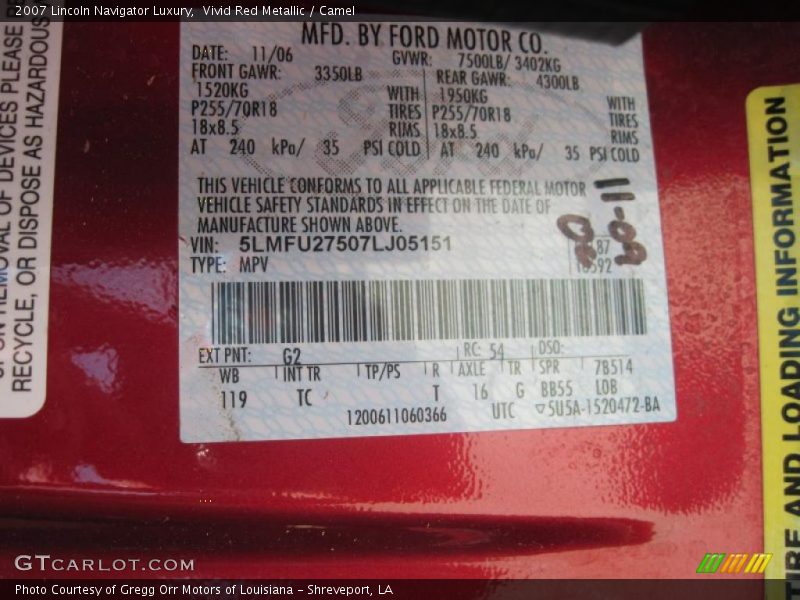 2007 Lincoln Navigator Luxury,  Vivid Red Metallic / Camel
MFD. BY FORD MOTOR CO.
DATE: 11/06 GVWR: 7500LB/ 3402KG
FRONT GAWR: 3350LB REAR GAWR: 4300LB
1520KG WITH 1950KG WITH
P255/70R18 TIRES P255/70R18 TIRES
18x8.5 RIMS 18x8.5 RIMS
AT 240 kPa/ 35 PSI COLD AT 240 kPa/ 35 PSI COLD
THIS VEHICLE CONFORMS TO ALL APPLICABLE FEDERAL MOTOR
VEHICLE SAFETY STANDARDS IN EFFECT ON THE DATE OF
MANUFACTURE SHOWN ABOVE.
VIN: 5LMFU27507LJ05151
TYPE: MPV
EXT PNT: G2 RC: 54 DSO:
WB INT TR TP/PS R AXLE TR SPR 7B514
119 TC T 16 G BB55 LOB
1200611060366 UTC ▽5U5A-1520472-BA
REMOVAL OF DEVICES PLEASE
RECYCLE, OR DISPOSE AS HAZARDOUS
TIRE AND LOADING INFORMATION
GTCARLOT.COM
Photo Courtesy of Gregg Orr Motors of Louisiana – Shreveport, LA